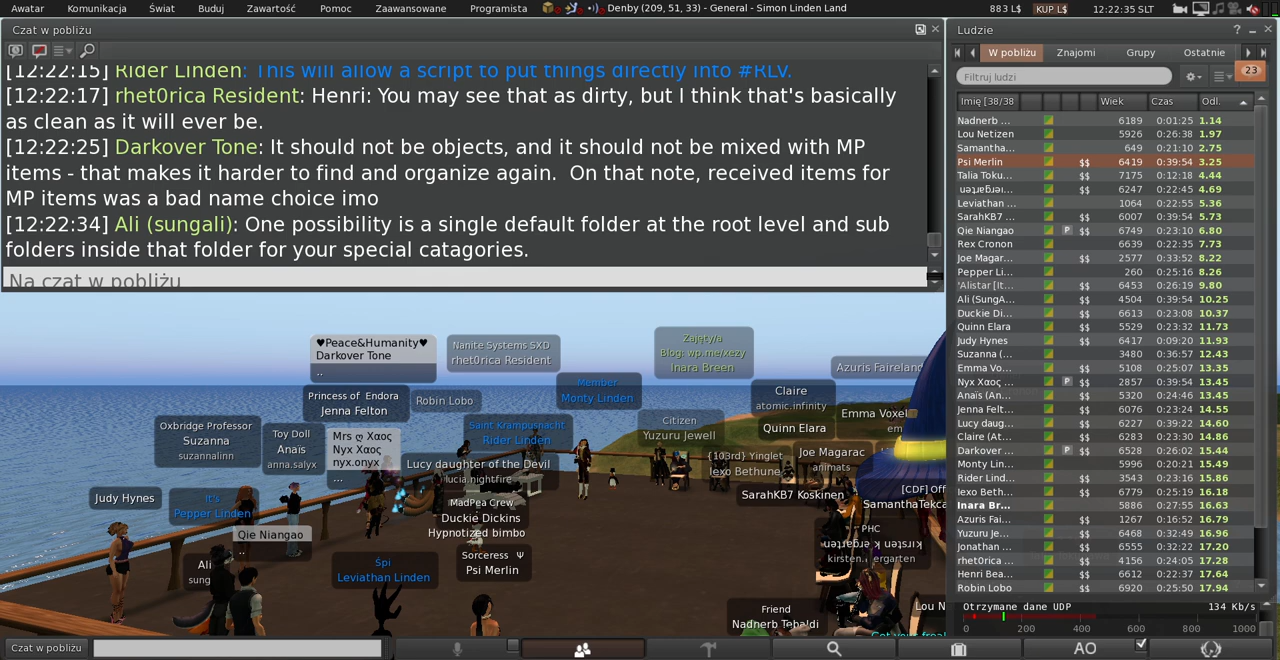 Awatar Komunikacja Świat Buduj Zawartość Pomoc Zaawansowane Programista Denby (209, 51, 33) - General - Simon Linden Land 883 L$ KUP L$ 12:22:35 SLT
Czat w pobliżu
[12:22:15] Rider Linden: This will allow a script to put things directly into #RLV.
[12:22:17] rhet0rica Resident: Henri: You may see that as dirty, but I think that's basically
as clean as it will ever be.
[12:22:25] Darkover Tone: It should not be objects, and it should not be mixed with MP
items - that makes it harder to find and organize again.  On that note, received items for
MP items was a bad name choice imo
[12:22:34] Ali (sungali): One possibility is a single default folder at the root level and sub
folders inside that folder for your special catagories.
Na czat w pobliżu
♥Peace&Humanity♥
Darkover Tone
..
Nanite Systems SXD
rhet0rica Resident
Zajęty/a
Blog: wp.me/xezy
Inara Breen
Azuris Faireland
Princess of Endora
Jenna Felton
Robin Lobo
Member
Monty Linden
Claire
atomic.infinity
Emma Voxel
em
Oxbridge Professor
Suzanna
suzannalinn
Toy Doll
Anais
anna.salyx
Mrs ღ Χαος
Nyx Χαος
nyx.onyx
...
Saint Krampusnacht
Rider Linden
Citizen
Yuzuru Jewell
Quinn Elara
Lucy daughter of the Devil
lucia.nightfire
{103rd} Yinglet
Iexo Bethune
Joe Magarac
animats
Judy Hynes
It's
Pepper Linden
MadPea Crew
Duckie Dickins
Hypnotized bimbo
SarahKB7 Koskinen
[CDF] Off
SamanthaTekca
Qie Niangao
..
Ali
sung
Spi
Leviathan Linden
Sorceress Ψ
Psi Merlin
PHC
kirsten. ergarten
Friend
Nadnerb Tebaldi
Lou N
Ludzie
W pobliżu Znajomi Grupy Ostatnie
23
Filtruj ludzi
Imię [38/38 Wiek Czas Odl.
Nadnerb ... 6189 0:01:25 1.14
Lou Netizen 5926 0:26:38 1.97
Samantha... 649 0:21:10 2.75
Psi Merlin $$ 6419 0:39:54 3.25
Talia Toku... $$ 7175 0:12:18 4.44
$$ 6247 0:22:45 4.69
Leviathan ... 1064 0:22:55 5.36
SarahKB7 ... $$ 6007 0:39:54 5.73
Qie Niangao P $$ 6749 0:23:10 6.80
Rex Cronon 6639 0:22:35 7.73
Joe Magar... $$ 2577 0:33:52 8.22
Pepper Li... 260 0:25:16 8.26
'Alistar [It... $$ 6453 0:26:19 9.80
Ali (SungA... $$ 4504 0:39:54 10.25
Duckie Di... $$ 6613 0:23:08 10.37
Quinn Elara $$ 5529 0:23:32 11.73
Judy Hynes $$ 6417 0:09:20 11.93
Suzanna (... 3480 0:36:57 12.43
Emma Vo... $$ 5108 0:25:07 13.35
Nyx Χαος ... P $$ 2857 0:39:54 13.45
Anaïs (An... $$ 5320 0:24:46 13.45
Jenna Felt... $$ 6076 0:23:24 14.55
Lucy daug... $$ 6227 0:39:22 14.60
Claire (At... $$ 6283 0:23:30 14.86
Darkover ... P $$ 6528 0:26:02 15.44
Monty Lin... 5996 0:20:21 15.49
Rider Lind... $$ 3543 0:23:16 15.86
Iexo Beth... $$ 6779 0:25:19 16.18
Inara Br... 5886 0:27:55 16.63
Azuris Fai... $$ 1267 0:16:52 16.79
Yuzuru Je... $$ 6468 0:32:49 16.96
Jonathan ... $$ 6555 0:32:22 17.20
rhet0rica ... $$ 4156 0:24:05 17.28
Henri Bea... $$ 6612 0:22:37 17.64
Robin Lobo $$ 6920 0:25:50 17.94
Otrzymane dane UDP 134 Kb/s
0 200 400 600 800 1000
Czat w pobliżu AO